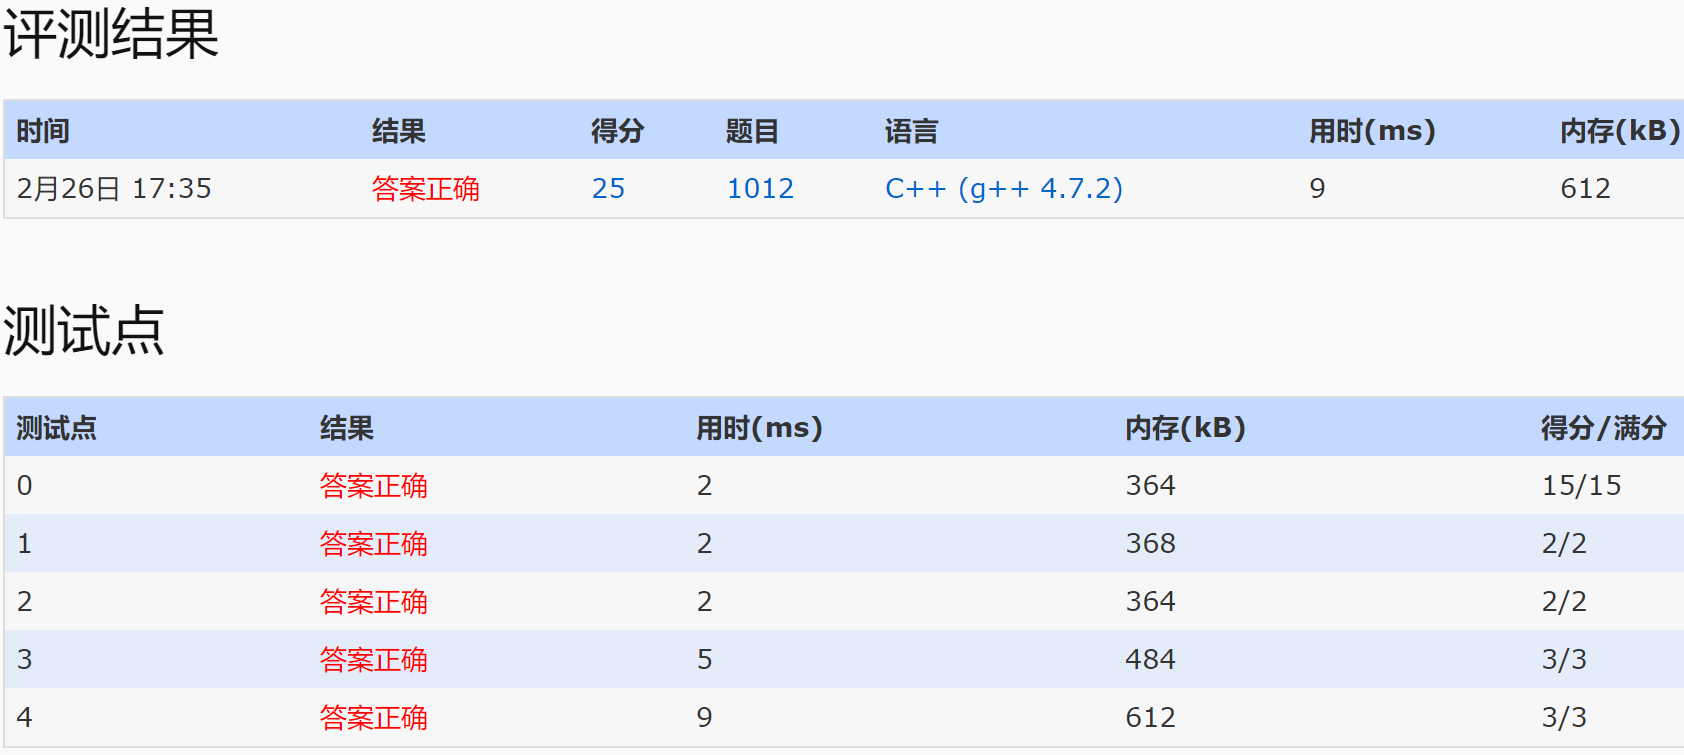 评测结果
时间 结果 得分 题目 语言 用时(ms) 内存(kB)
2月26日 17:35 答案正确 25 1012 C++ (g++ 4.7.2) 9 612
测试点
测试点 结果 用时(ms) 内存(kB) 得分/满分
0 答案正确 2 364 15/15
1 答案正确 2 368 2/2
2 答案正确 2 364 2/2
3 答案正确 5 484 3/3
4 答案正确 9 612 3/3